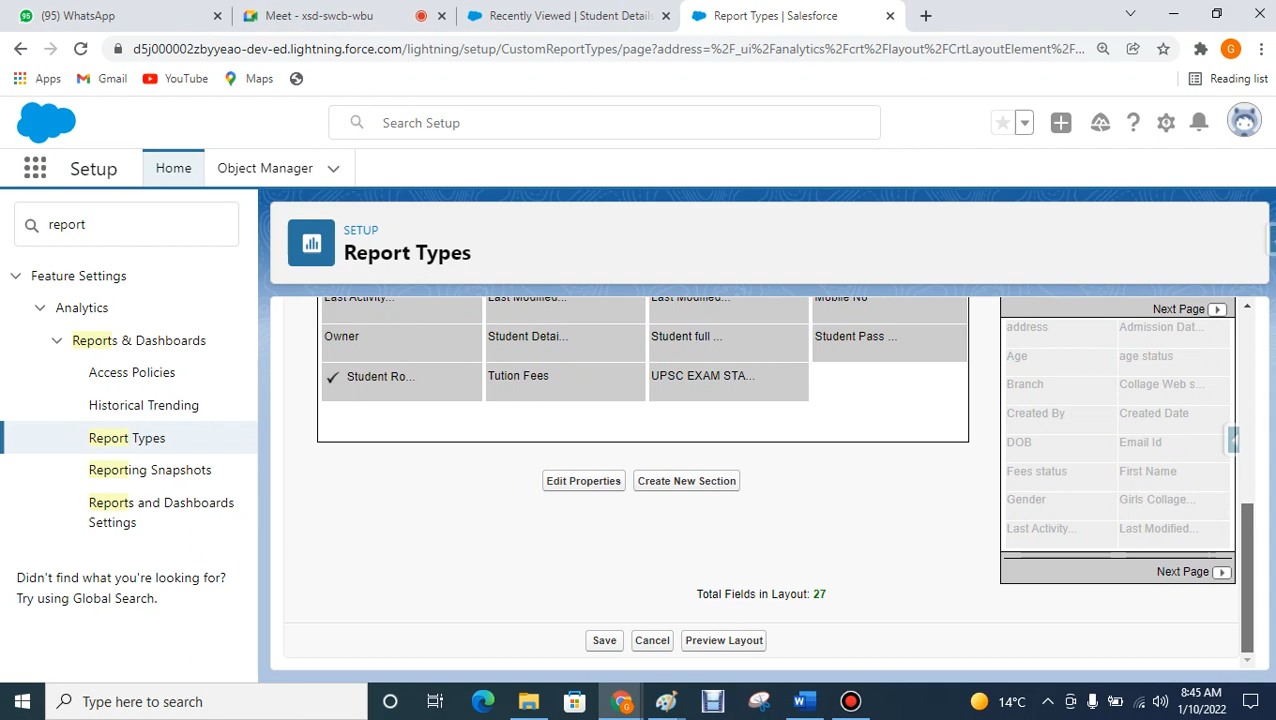 (95) WhatsApp
Meet - xsd-swcb-wbu
Recently Viewed | Student Details
Report Types | Salesforce
d5j000002zbyyeao-dev-ed.lightning.force.com/lightning/setup/CustomReportTypes/page?address=%2F_ui%2Fanalytics%2Fcrt%2Flayout%2FCrtLayoutElement%2F...
Apps
Gmail
YouTube
Maps
Reading list
Search Setup
Setup
Home
Object Manager
report
Feature Settings
Analytics
Reports & Dashboards
Access Policies
Historical Trending
Report Types
Reporting Snapshots
Reports and Dashboards
Settings
Didn't find what you're looking for?
Try using Global Search.
SETUP
Report Types
Last Activity... Last Modified... Last Modified... Mobile No
Owner Student Detai... Student full ... Student Pass ...
Student Ro... Tution Fees UPSC EXAM STA...
Edit Properties Create New Section
Total Fields in Layout: 27
Save Cancel Preview Layout
Next Page
address Admission Dat...
Age age status
Branch Collage Web s...
Created By Created Date
DOB Email Id
Fees status First Name
Gender Girls Collage...
Last Activity... Last Modified...
Next Page
Type here to search
95
14°C
8:45 AM
1/10/2022
G
W